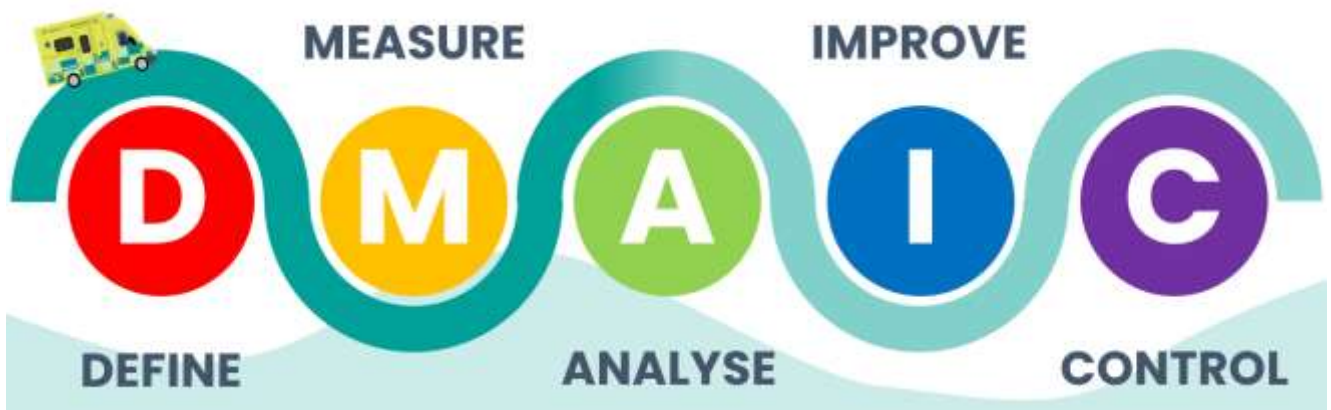 MEASURE IMPROVE
D M A I C
DEFINE ANALYSE CONTROL